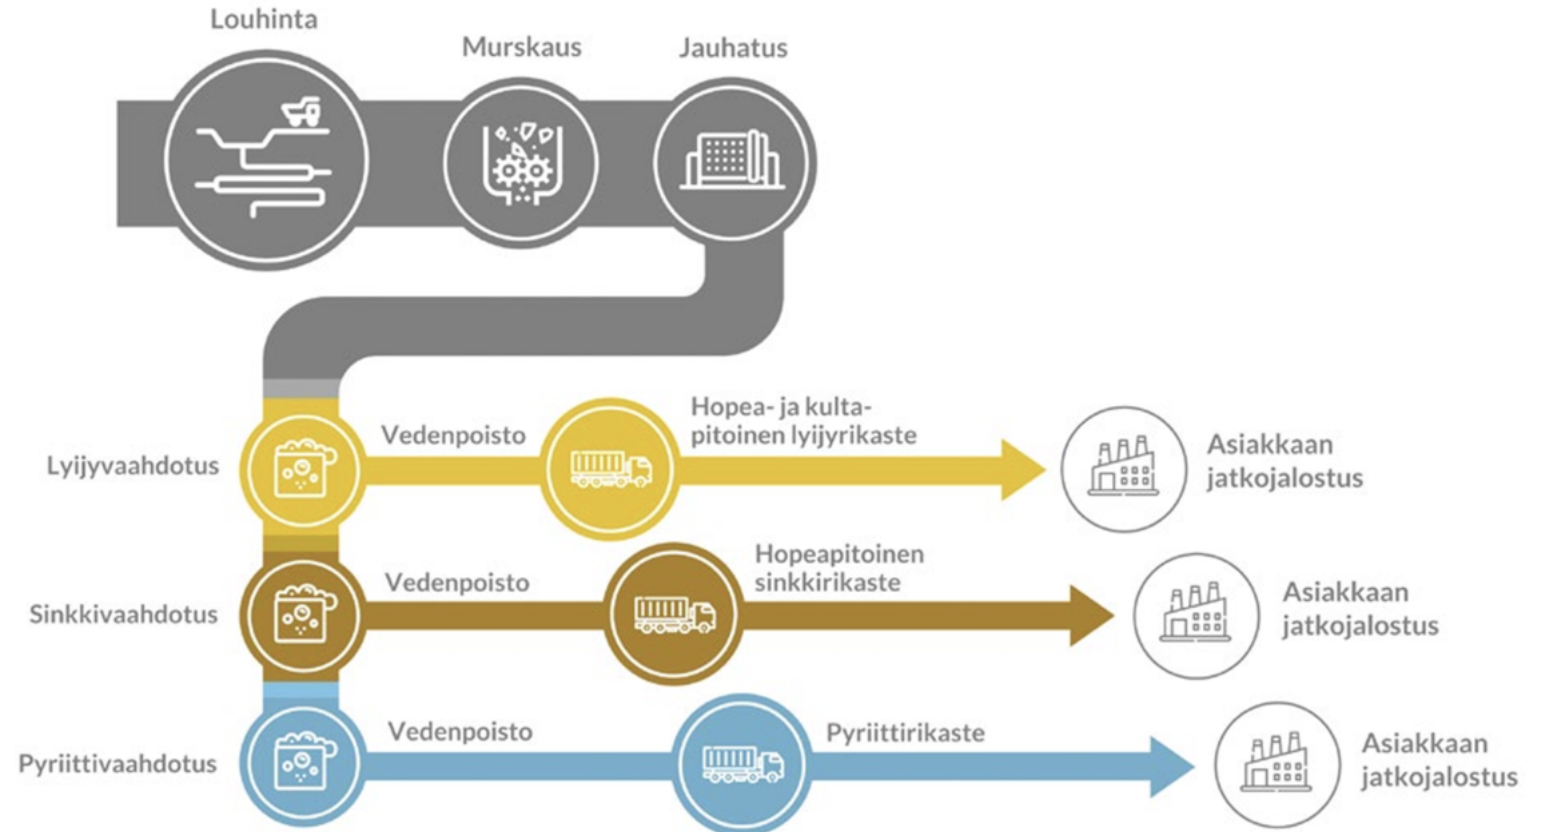 Louhinta
Murskaus
Jauhatus
Lyijyvaahdotus
Vedenpoisto
Hopea- ja kulta-
pitoinen lyijyrikaste
Asiakkaan
jatkojalostus
Sinkkivaahdotus
Vedenpoisto
Hopeapitoinen
sinkkirikaste
Asiakkaan
jatkojalostus
Pyriittivaahdotus
Vedenpoisto
Pyriittirikaste
Asiakkaan
jatkojalostus